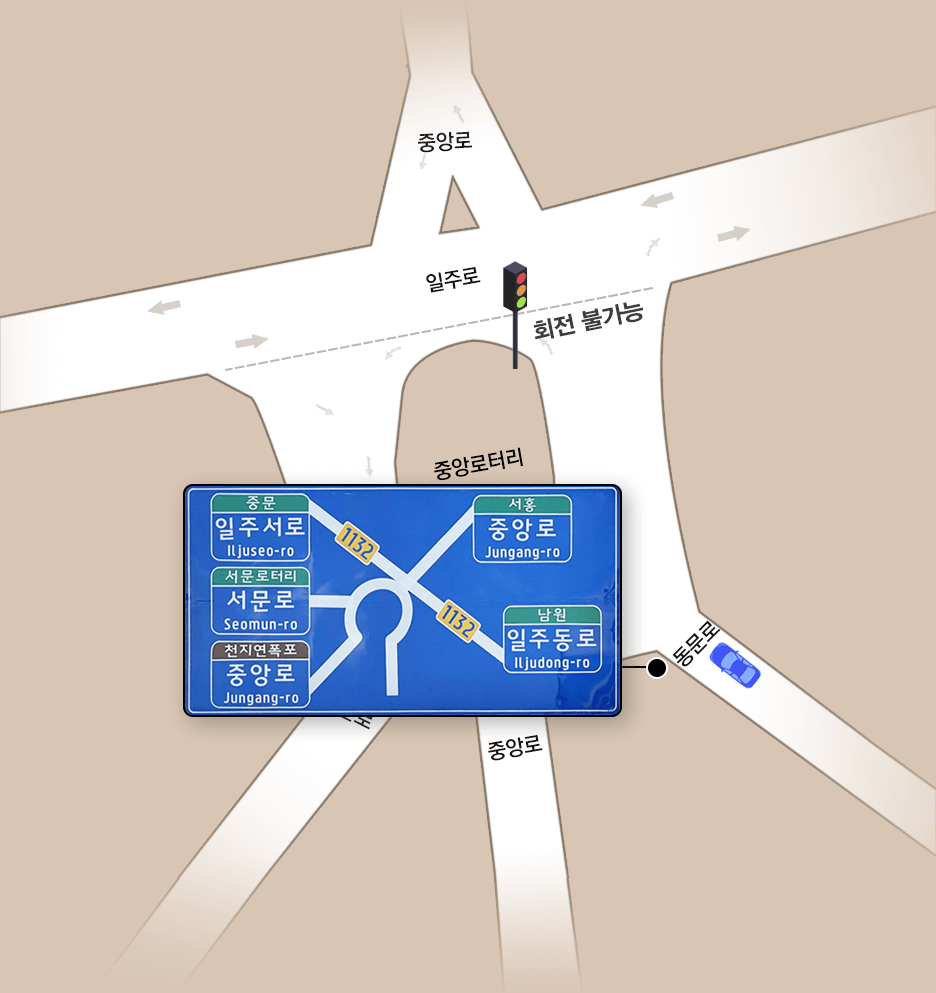 중앙로
일주로
회전 불가능
중앙로터리
중문
일주서로
Iljuseo-ro
1132
서홍
중앙로
Jungang-ro
서문로터리
서문로
Seomun-ro
1132
남원
일주동로
Iljudong-ro
천지연폭포
중앙로
Jungang-ro
동문로
중앙로